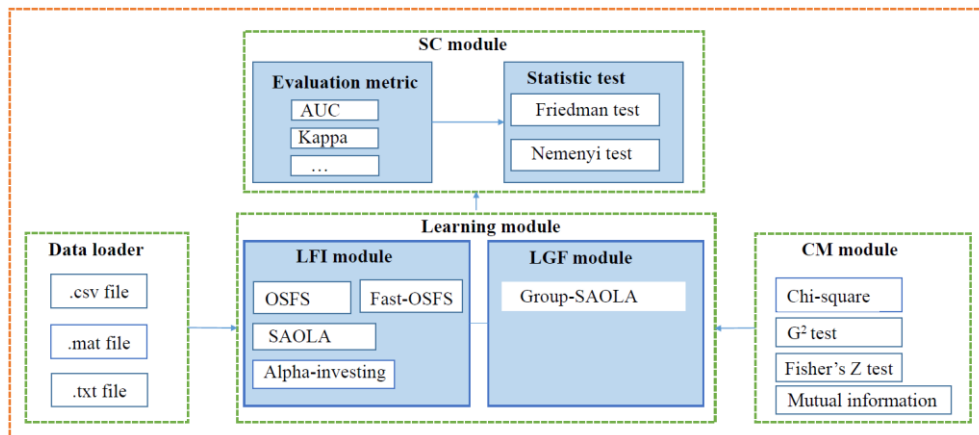 SC module
Evaluation metric
AUC
Kappa
…
Statistic test
Friedman test
Nemenyi test
Data loader
.csv file
.mat file
.txt file
Learning module
LFI module
OSFS
Fast-OSFS
SAOLA
Alpha-investing
LGF module
Group-SAOLA
CM module
Chi-square
G² test
Fisher’s Z test
Mutual information